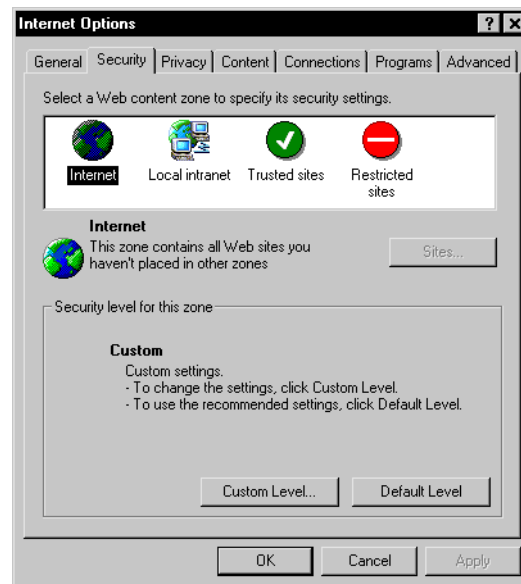 Internet Options
General Security Privacy Content Connections Programs Advanced
Select a Web content zone to specify its security settings.
Internet Local intranet Trusted sites Restricted
sites
Internet
This zone contains all Web sites you
haven't placed in other zones
Sites...
Security level for this zone
Custom
Custom settings.
- To change the settings, click Custom Level.
- To use the recommended settings, click Default Level.
Custom Level... Default Level
OK Cancel Apply